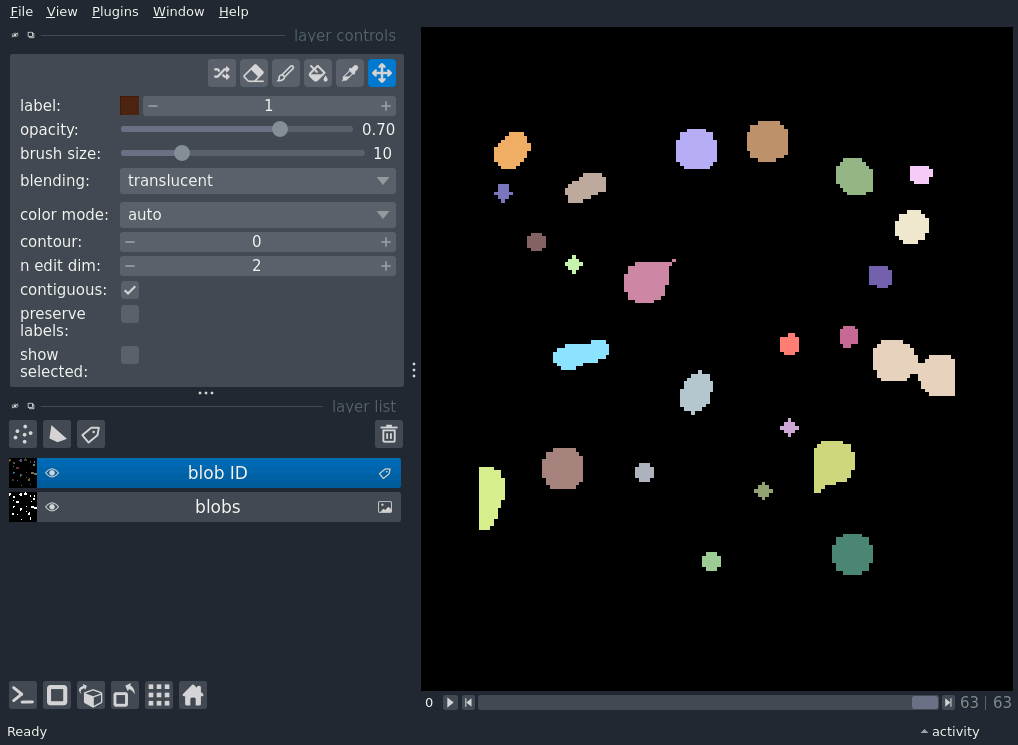 File View Plugins Window Help
layer controls
label: 1
opacity: 0.70
brush size: 10
blending: translucent
color mode: auto
contour: 0
n edit dim: 2
contiguous:
preserve
labels:
show
selected:
layer list
blob ID
blobs
0 63 | 63
Ready activity